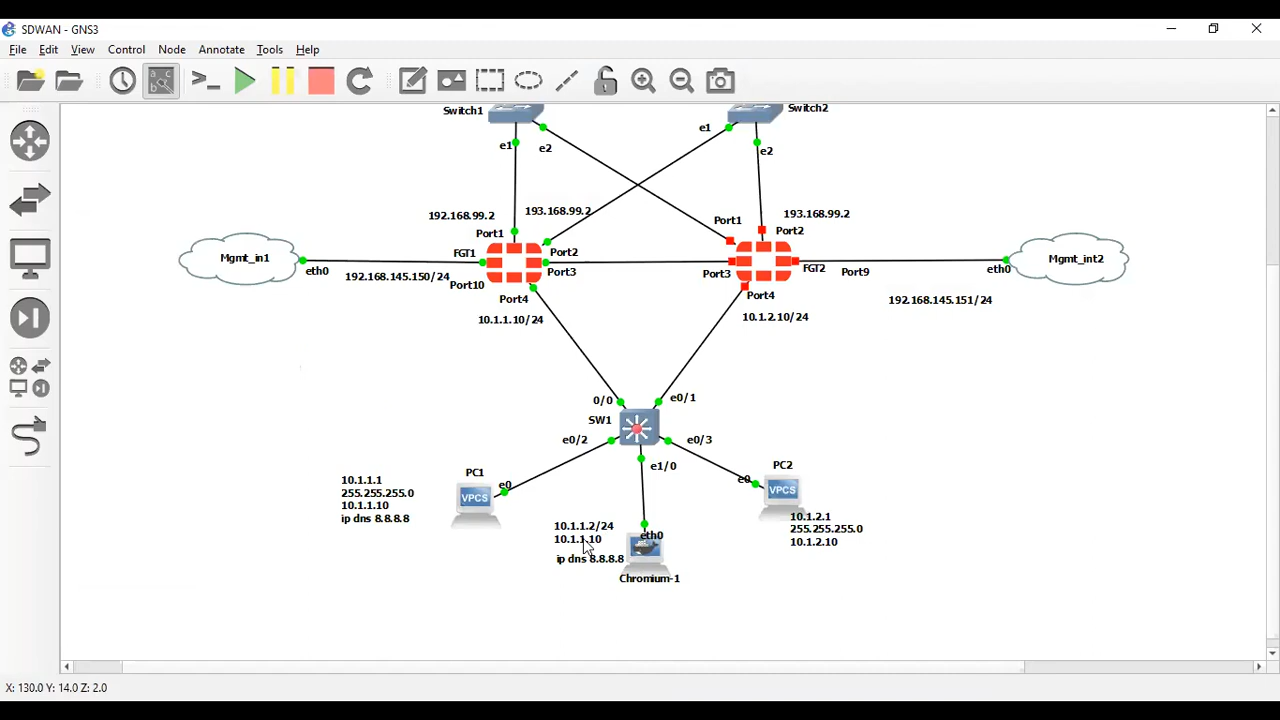 SDWAN - GNS3
File Edit View Control Node Annotate Tools Help
Switch1
Switch2
e1
e2
e1
e2
192.168.99.2
193.168.99.2
193.168.99.2
Port1
Port2
Port1
Port2
Mgmt_in1
eth0
FGT1
192.168.145.150/24
Port10
Port3
Port4
10.1.1.10/24
Port3
FGT2
Port9
Port4
10.1.2.10/24
eth0
Mgmt_int2
192.168.145.151/24
0/0
e0/1
SW1
e0/2
e0/3
e1/0
PC1
e0
VPCS
10.1.1.1
255.255.255.0
10.1.1.10
ip dns 8.8.8.8
PC2
e0
VPCS
10.1.2.1
255.255.255.0
10.1.2.10
10.1.1.2/24
10.1.1.10
ip dns 8.8.8.8
eth0
Chromium-1
X: 130.0 Y: 14.0 Z: 2.0